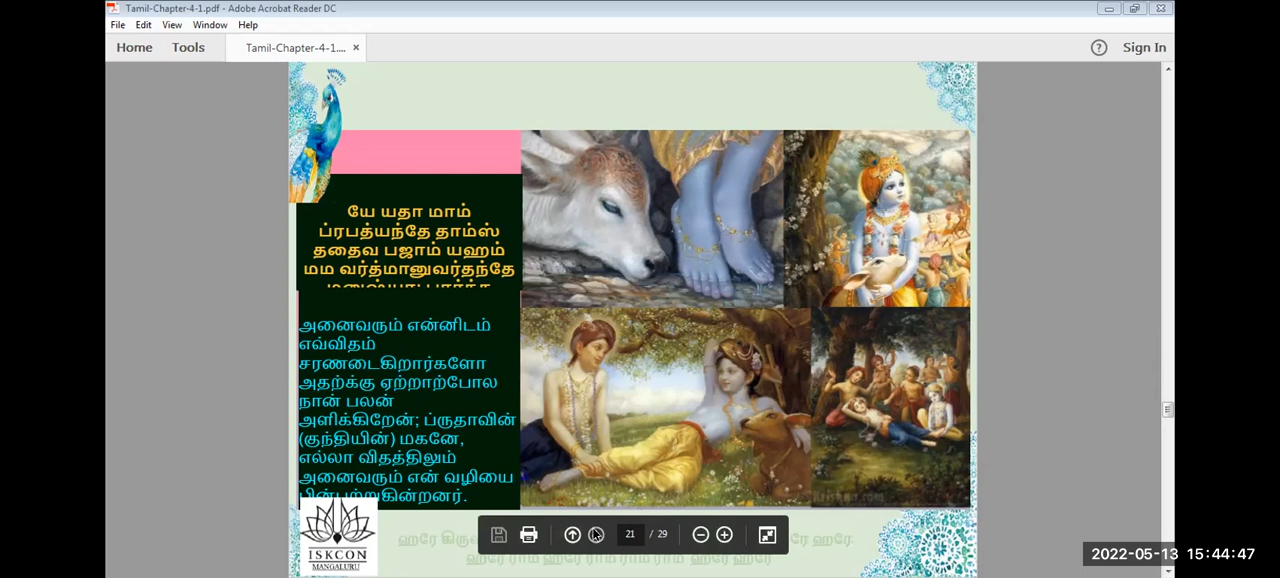 Tamil-Chapter-4-1.pdf - Adobe Acrobat Reader DC
File Edit View Window Help
Home Tools Tamil-Chapter-4-1.... × ? Sign In
யே யதா மாம்
ப்ரபத்யந்தே தாம்ஸ்
ததைவ பஜாம் யஹம்
மம வர்த்மானுவர்தந்தே
அனைவரும் என்னிடம்
எவ்விதம்
சரணடைகிறார்களோ
அதற்க்கு ஏற்றாற்போல
நான் பலன்
அளிக்கிறேன்; ப்ருதாவின்
(குந்தியின்) மகனே,
எல்லா விதத்திலும்
அனைவரும் என் வழியை
பின்பற்றுகின்றனர்.
ISKCON
MANGALURU
21 / 29
2022-05-13 15:44:47